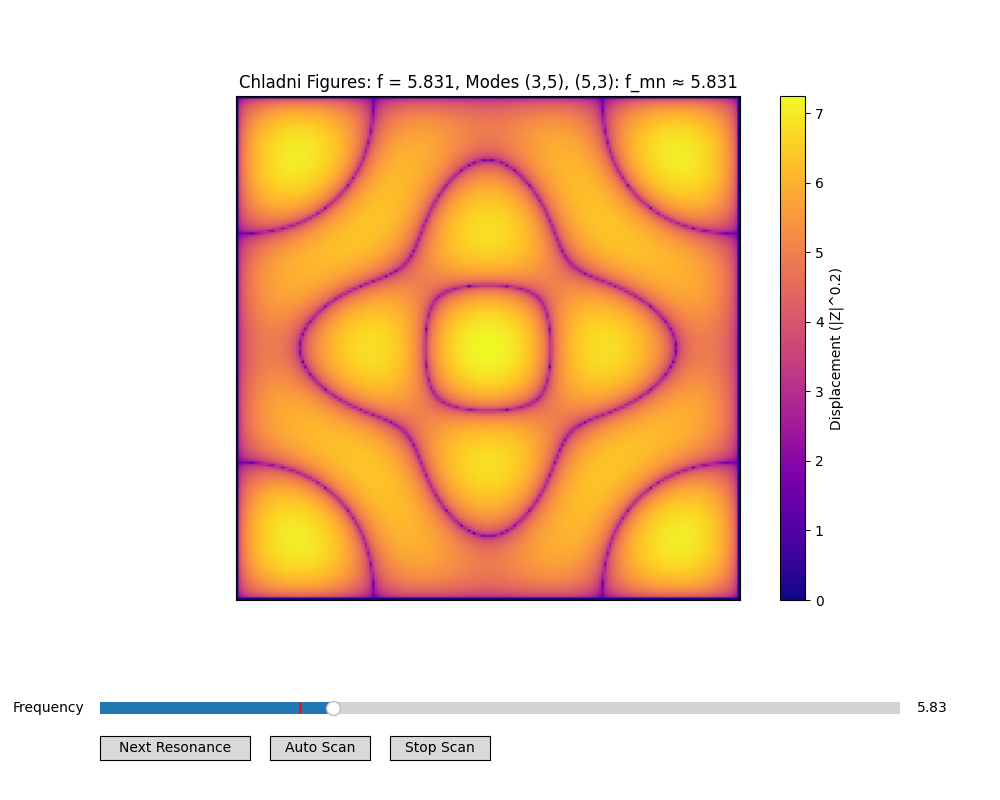 Chladni Figures: f = 5.831, Modes (3,5), (5,3): f_mn ≈ 5.831
7
6
5
4
3
2
1
0
Displacement (|Z|^0.2)
Frequency 5.83
Next Resonance Auto Scan Stop Scan